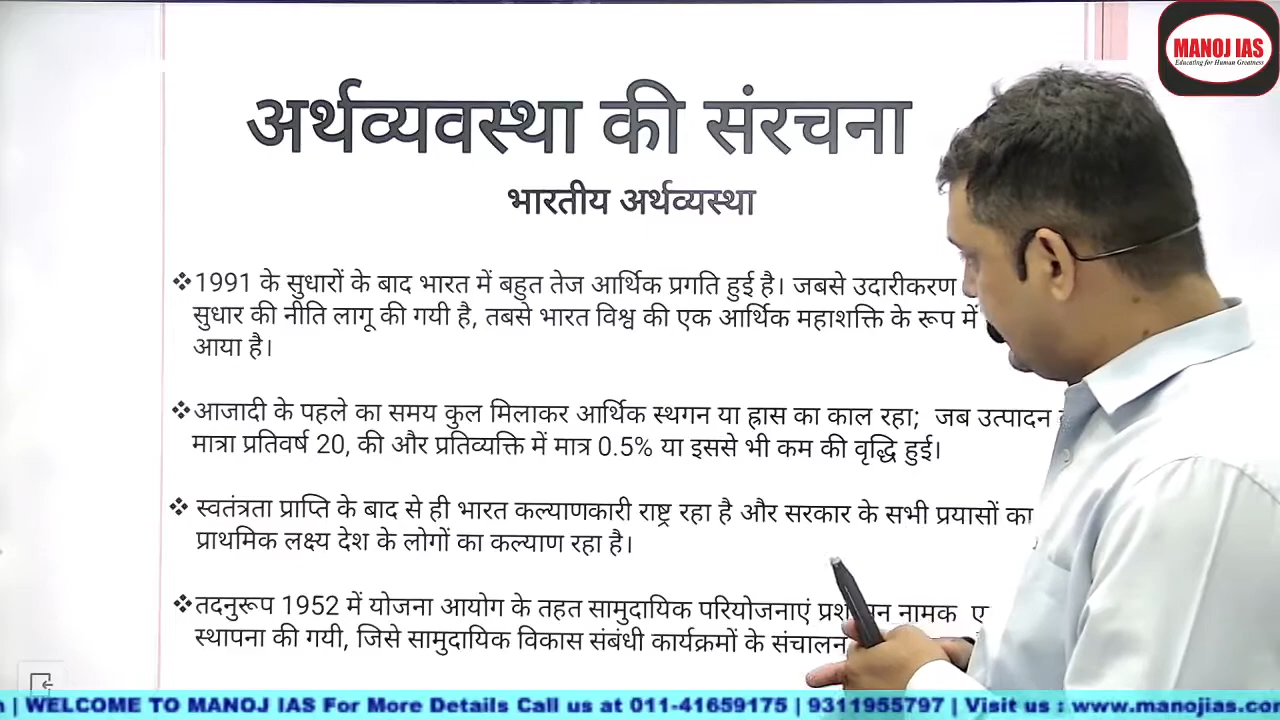 MANOJ IAS
Educating for Human Greatness
अर्थव्यवस्था की संरचना
भारतीय अर्थव्यस्था
❖1991 के सुधारों के बाद भारत में बहुत तेज आर्थिक प्रगति हुई है। जबसे उदारीकरण
सुधार की नीति लागू की गयी है, तबसे भारत विश्व की एक आर्थिक महाशक्ति के रूप में
आया है।
❖आजादी के पहले का समय कुल मिलाकर आर्थिक स्थगन या ह्रास का काल रहा; जब उत्पादन
मात्रा प्रतिवर्ष 20, की और प्रतिव्यक्ति में मात्र 0.5% या इससे भी कम की वृद्धि हुई।
❖ स्वतंत्रता प्राप्ति के बाद से ही भारत कल्याणकारी राष्ट्र रहा है और सरकार के सभी प्रयासों का
प्राथमिक लक्ष्य देश के लोगों का कल्याण रहा है।
❖तदनुरूप 1952 में योजना आयोग के तहत सामुदायिक परियोजनाएं नामक
स्थापना की गयी, जिसे सामुदायिक विकास संबंधी कार्यक्रमों के संचालन
| WELCOME TO MANOJ IAS For More Details Call us at 011-41659175 | 9311955797 | Visit us : www.manojias.com